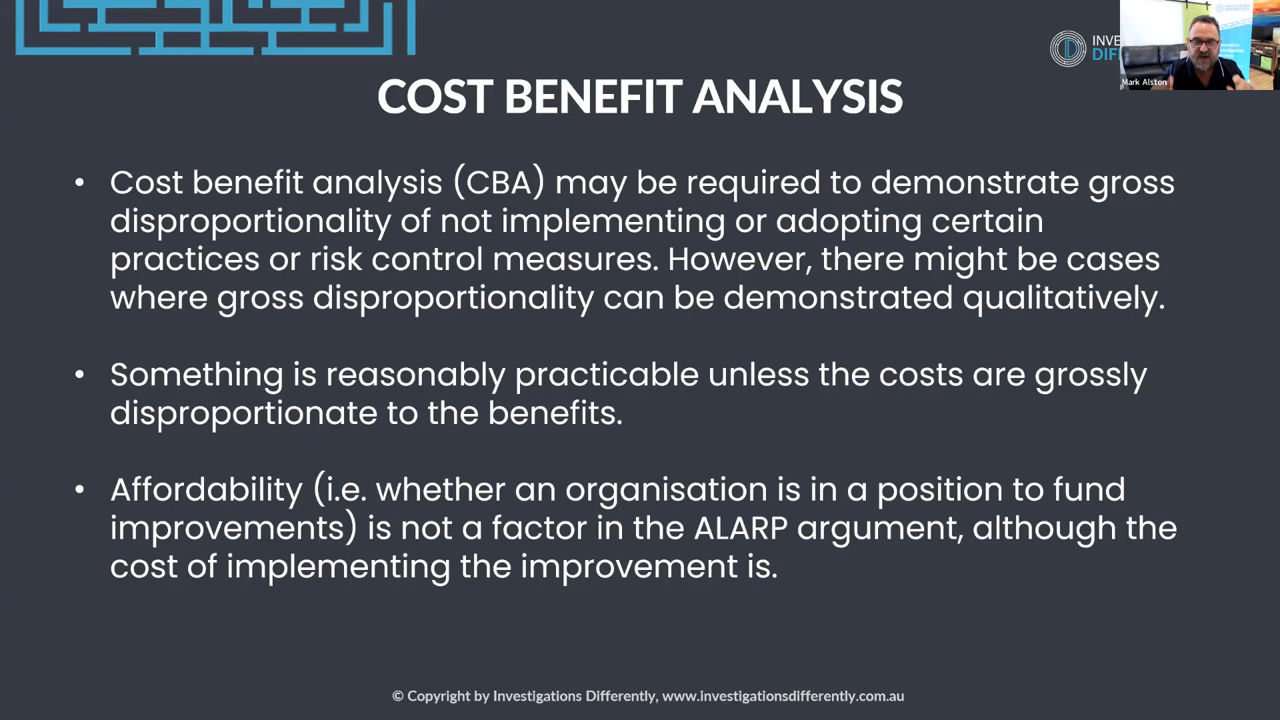 INVE
DIF
Mark Alston
COST BENEFIT ANALYSIS
• Cost benefit analysis (CBA) may be required to demonstrate gross
disproportionality of not implementing or adopting certain
practices or risk control measures. However, there might be cases
where gross disproportionality can be demonstrated qualitatively.
• Something is reasonably practicable unless the costs are grossly
disproportionate to the benefits.
• Affordability (i.e. whether an organisation is in a position to fund
improvements) is not a factor in the ALARP argument, although the
cost of implementing the improvement is.
© Copyright by Investigations Differently, www.investigationsdifferently.com.au